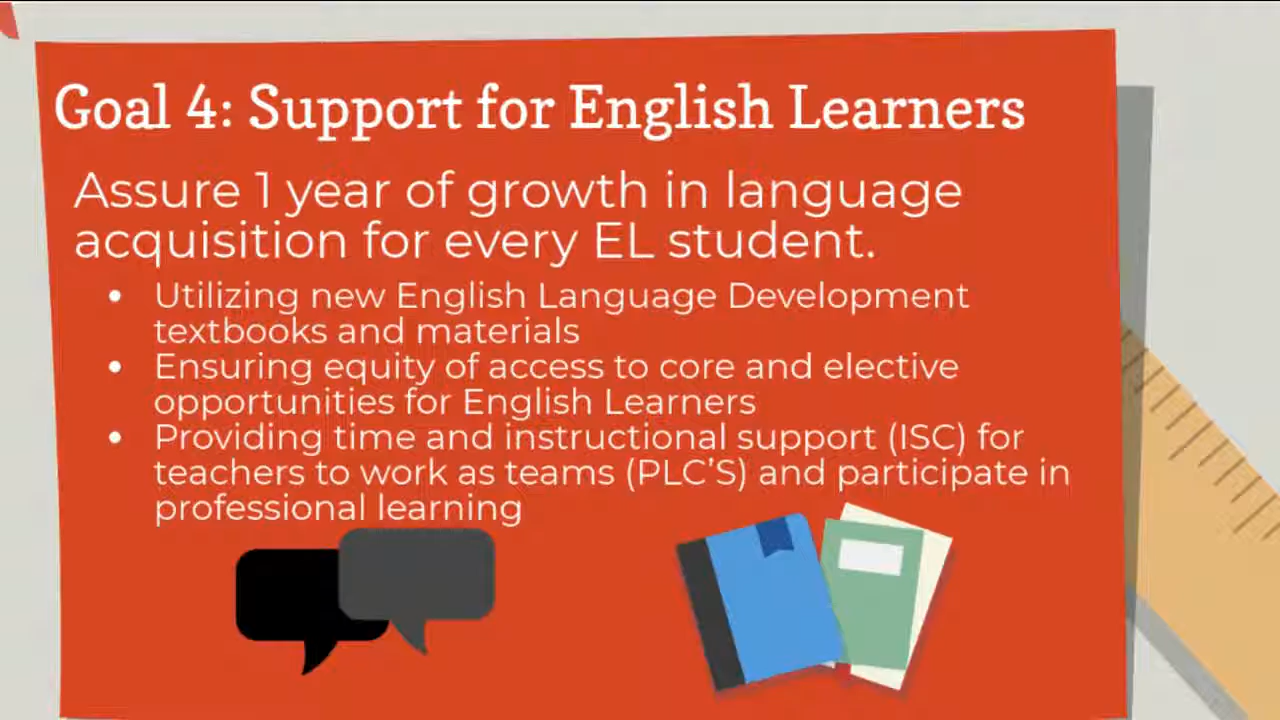 Goal 4: Support for English Learners
Assure 1 year of growth in language
acquisition for every EL student.
• Utilizing new English Language Development
textbooks and materials
• Ensuring equity of access to core and elective
opportunities for English Learners
• Providing time and instructional support (ISC) for
teachers to work as teams (PLC'S) and participate in
professional learning